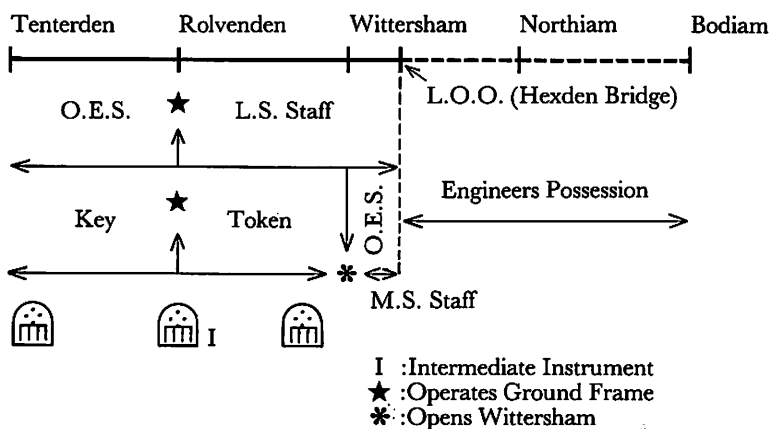 Tenterden Rolvenden Wittersham Northiam Bodiam
L.O.O. (Hexden Bridge)
O.E.S. L.S. Staff
Engineers Possession
Key Token O.E.S.
M.S. Staff
I
I :Intermediate Instrument
★ :Operates Ground Frame
* :Opens Wittersham